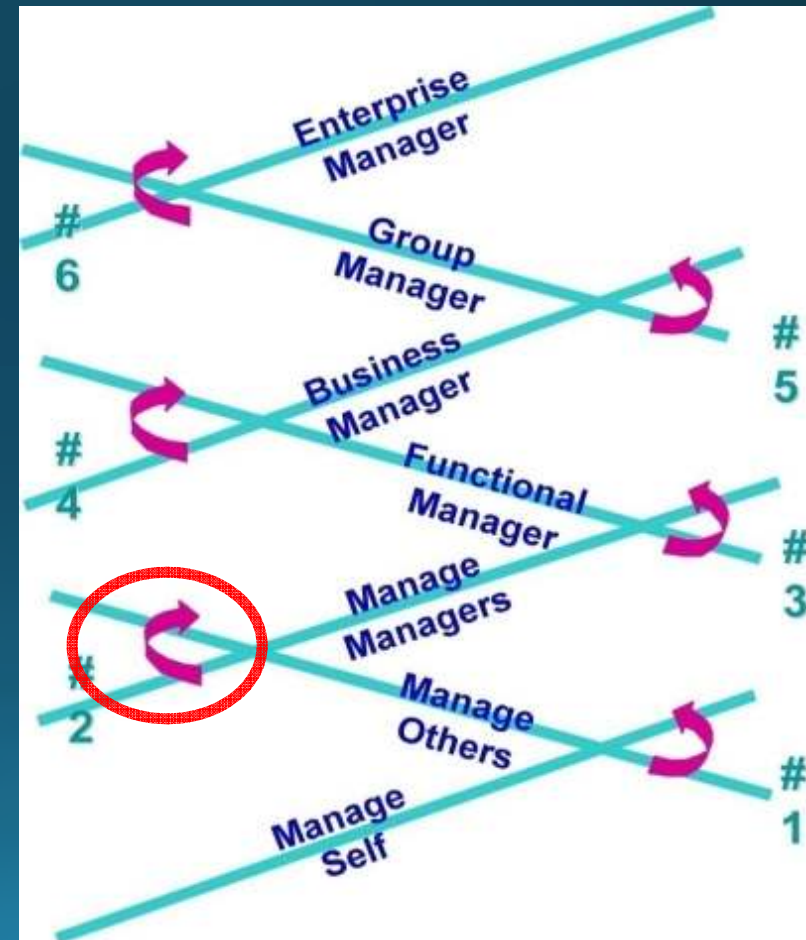 Enterprise
Manager
#
6
Group
Manager
#
5
Business
Manager
#
4
Functional
Manager
#
3
Manage
Managers
#
2
Manage
Others
#
1
Manage
Self